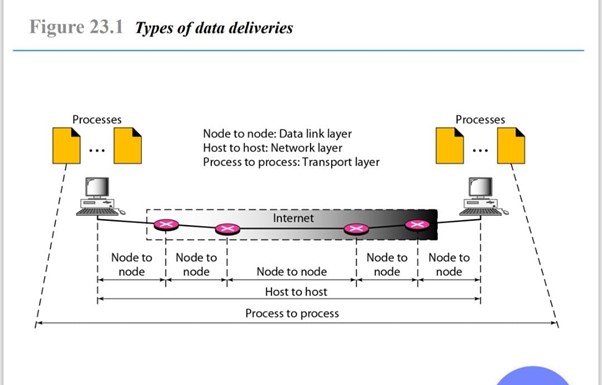 Figure 23.1 Types of data deliveries
Processes
Processes
...
...
Node to node: Data link layer
Host to host: Network layer
Process to process: Transport layer
Internet
Node to
node
Node to
node
Node to node
Node to
node
Node to
node
Host to host
Process to process